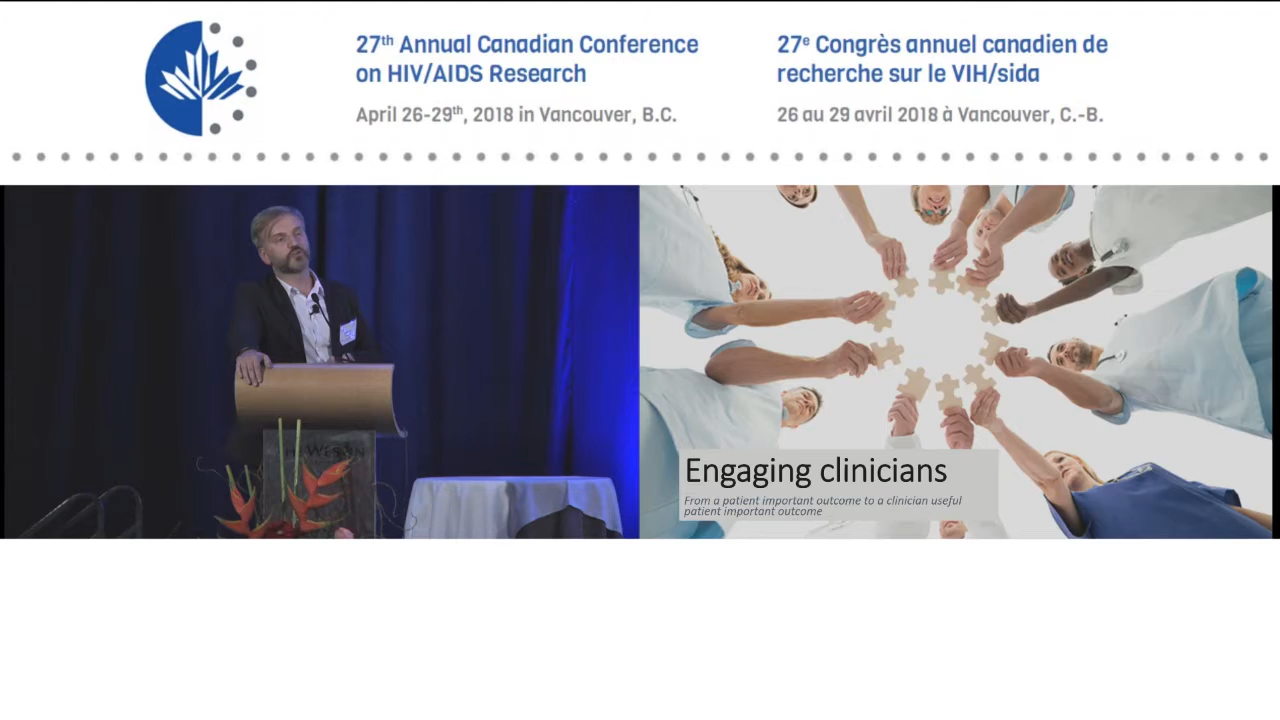 27th Annual Canadian Conference
on HIV/AIDS Research
April 26-29th, 2018 in Vancouver, B.C.
27e Congrès annuel canadien de
recherche sur le VIH/sida
26 au 29 avril 2018 à Vancouver, C.-B.
Engaging clinicians
From a patient important outcome to a clinician useful
patient important outcome